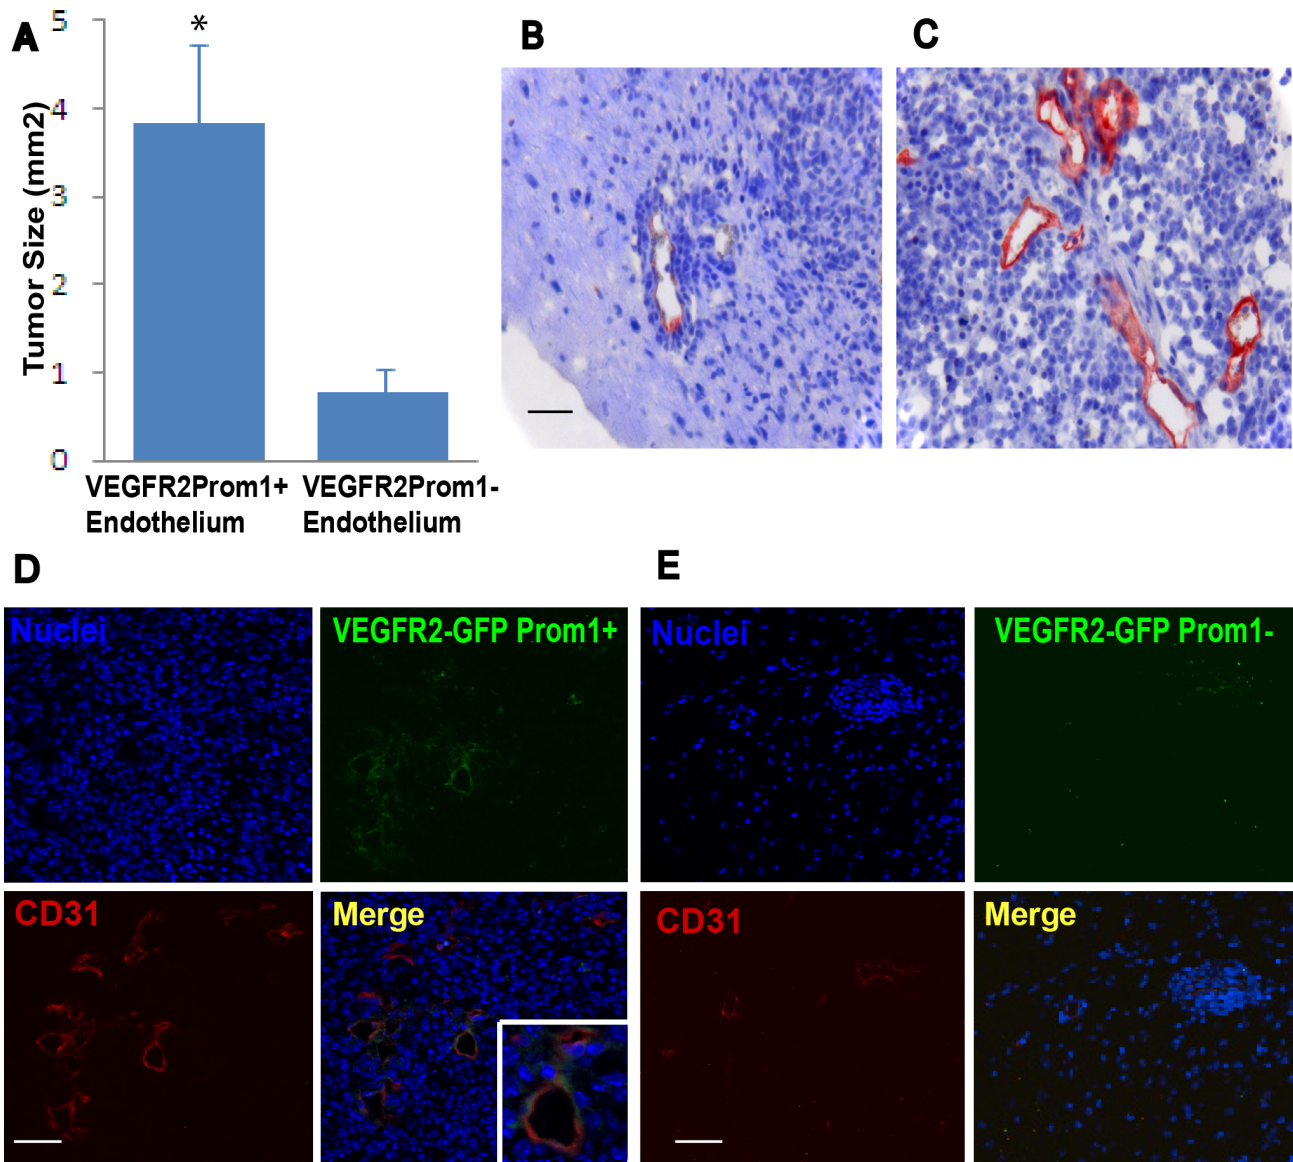 A
5
*
4
3
2
1
0
Tumor Size (mm2)
VEGFR2Prom1+
Endothelium
VEGFR2Prom1-
Endothelium
B
C
D
Nuclei
VEGFR2-GFP Prom1+
CD31
Merge
E
Nuclei
VEGFR2-GFP Prom1-
CD31
Merge